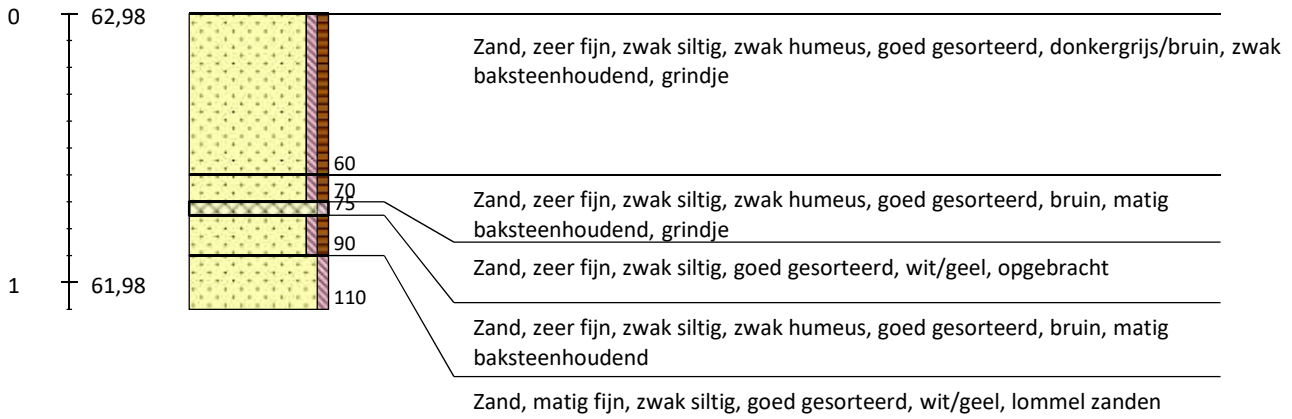 0
62,98
Zand, zeer fijn, zwak siltig, zwak humeus, goed gesorteerd, donkergrijs/bruin, zwak
baksteenhoudend, grindje
60
70
Zand, zeer fijn, zwak siltig, zwak humeus, goed gesorteerd, bruin, matig
baksteenhoudend, grindje
75
90
Zand, zeer fijn, zwak siltig, goed gesorteerd, wit/geel, opgebracht
1
61,98
110
Zand, zeer fijn, zwak siltig, zwak humeus, goed gesorteerd, bruin, matig
baksteenhoudend
Zand, matig fijn, zwak siltig, goed gesorteerd, wit/geel, lommel zanden